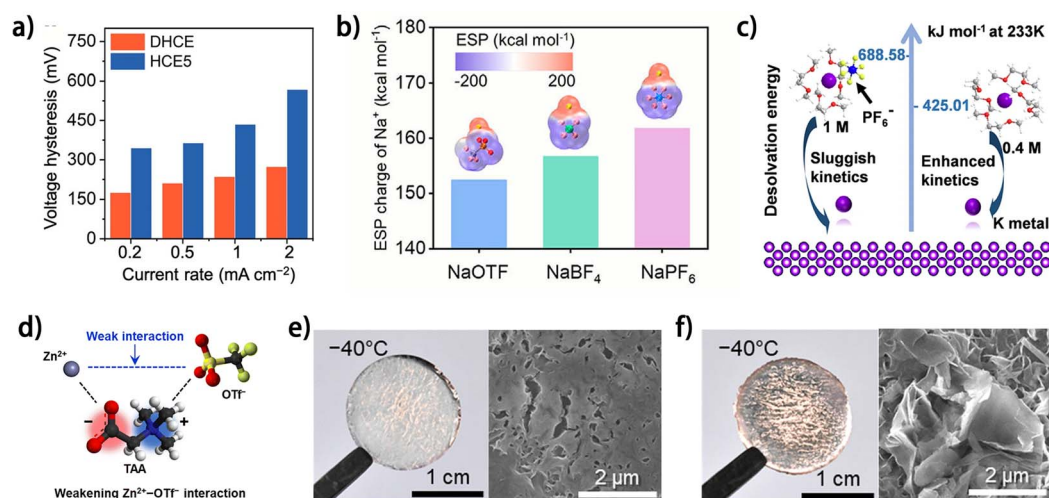 a)
DHCE
HCE5
Voltage hysteresis (mV)
750
600
450
300
150
0
0.2 0.5 1 2
Current rate (mA cm⁻²)
b)
ESP (kcal mol⁻¹)
-200 200
ESP charge of Na⁺ (kcal mol⁻¹)
180
170
160
150
140
NaOTF NaBF₄ NaPF₆
c)
kJ mol⁻¹ at 233K
688.58
425.01
Desolvation energy
1 M
PF₆⁻
0.4 M
Sluggish
kinetics
Enhanced
kinetics
K metal
d)
Weak interaction
Zn²⁺
OTf⁻
−
+
TAA
Weakening Zn²⁺−OTf⁻ interaction
e)
−40°C
1 cm
2 μm
f)
−40°C
1 cm
2 μm